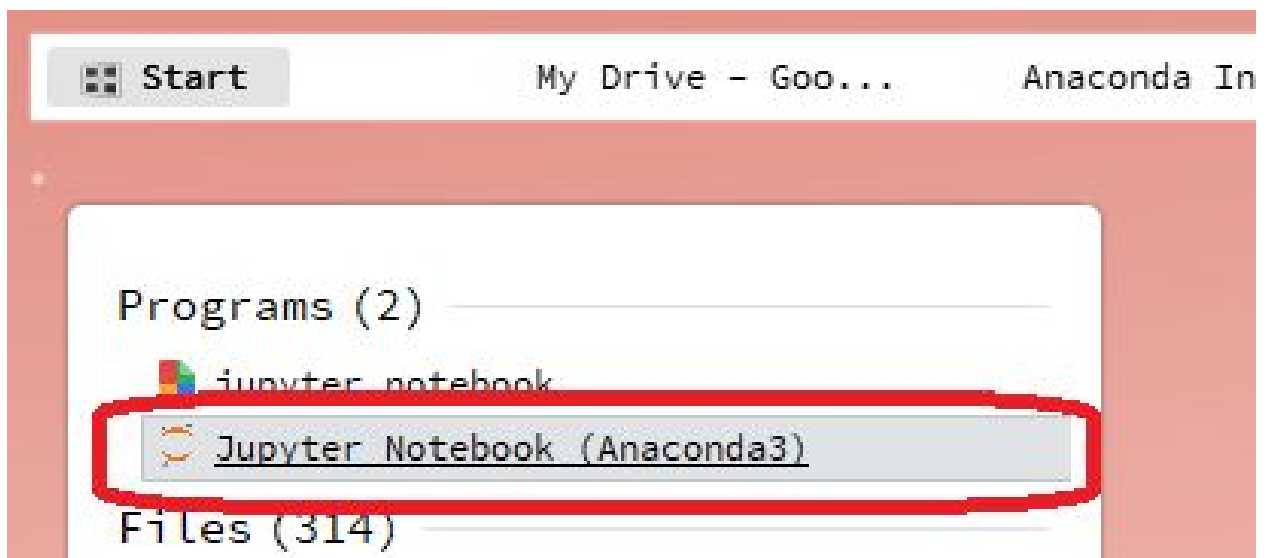 Start
My Drive - Goo...
Anaconda In
Programs (2)
jupyter notebook
Jupyter Notebook (Anaconda3)
Files (314)